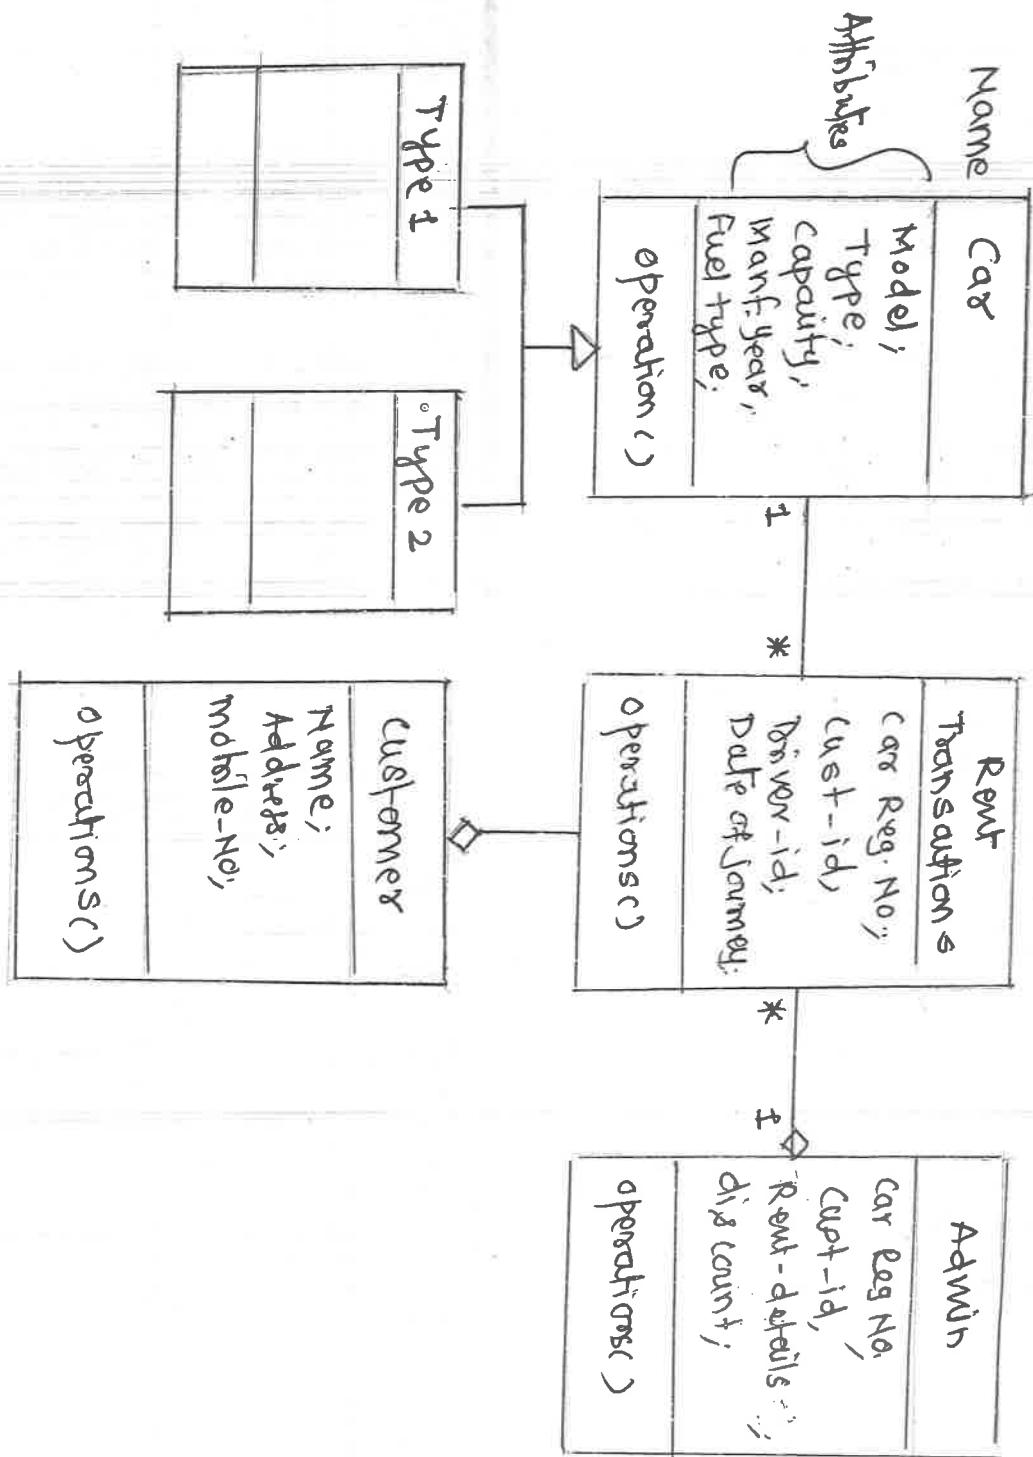 Name
Attributes
Car
Model;
Type;
Capaity;
Manf.year;
Fuel type;
operation()
1
*
Rent
Transautions
Car Reg. No;
Cust-id,
Driver-id;
Date of Journey.
operations()
*
1
Admin
Car Reg No.,
Cust-id,
Rent-details;
discount;
operations()
Type 1
Type 2
Customer
Name;
Address;
Mobile-No;
operations()